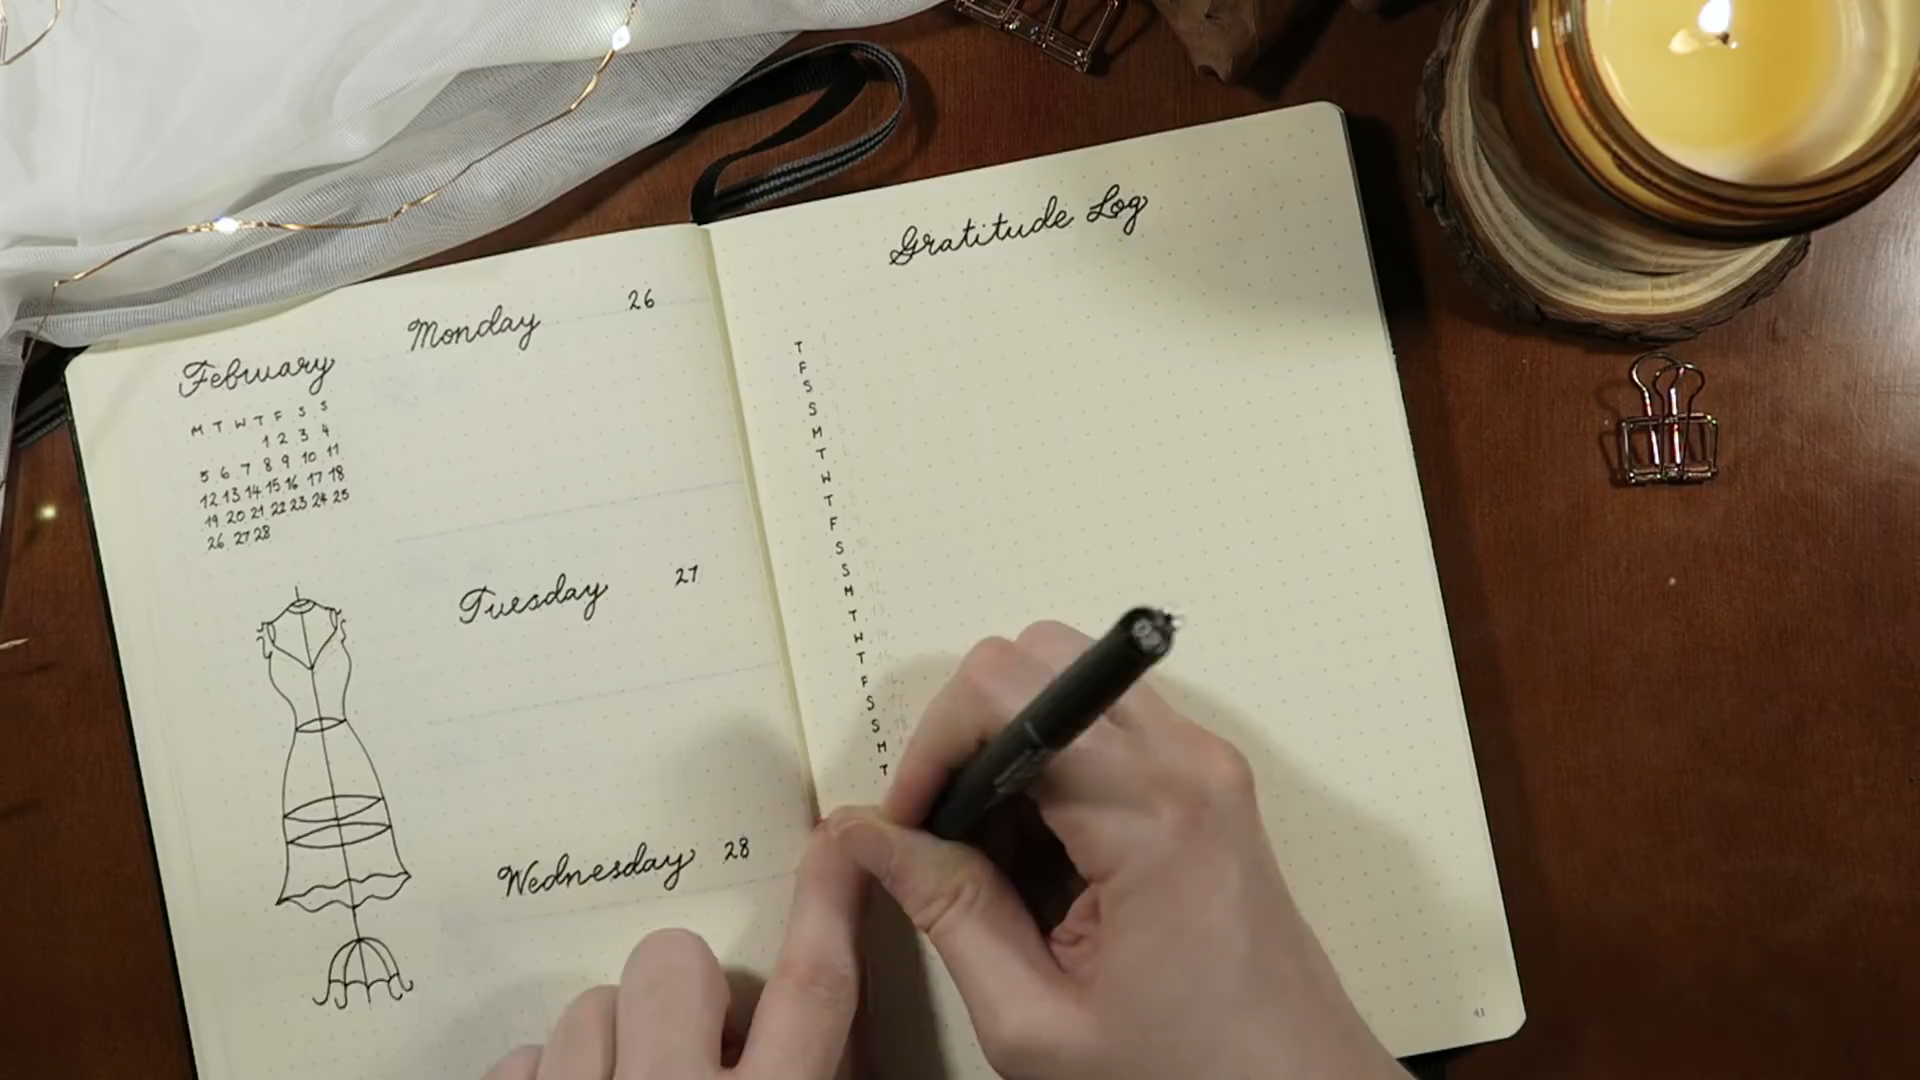 February
M T W T F S S
1 2 3 4
5 6 7 8 9 10 11
12 13 14 15 16 17 18
19 20 21 22 23 24 25
26 27 28
Monday 26
Tuesday 27
Wednesday 28
Gratitude Log
T
F
S
S
M
T
W
T
F
S
S
M
T
W
T
F
S
S
M
T